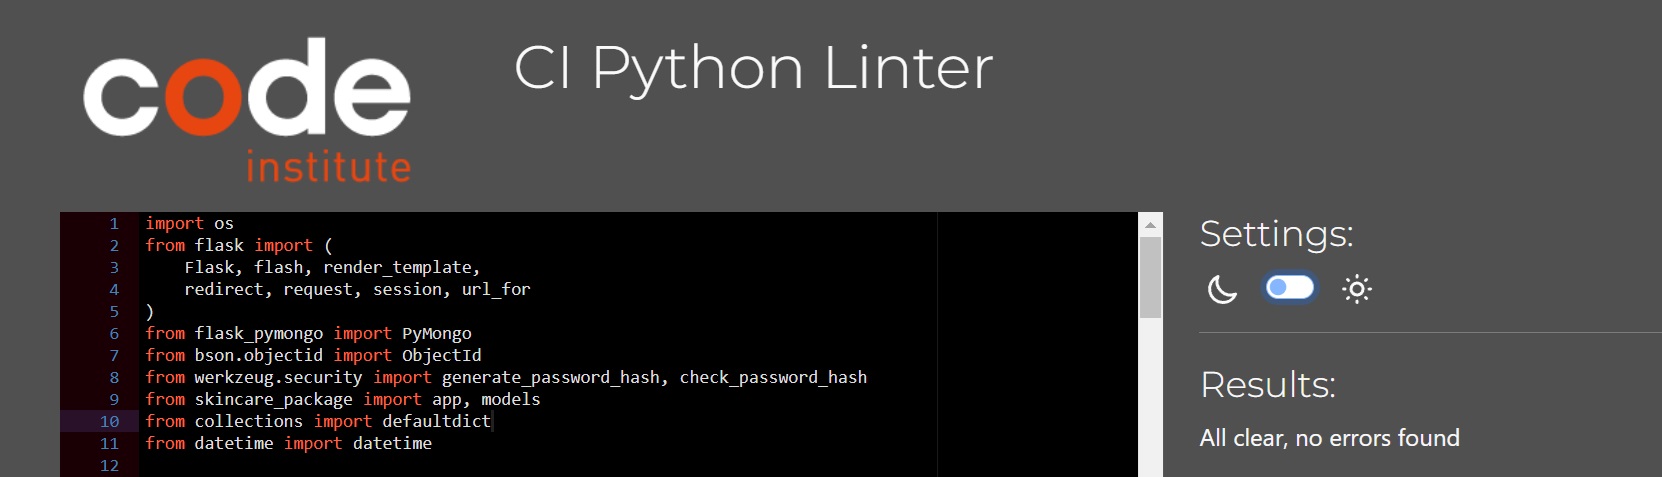 code
institute
CI Python Linter
1 import os
2 from flask import (
3     Flask, flash, render_template,
4     redirect, request, session, url_for
5 )
6 from flask_pymongo import PyMongo
7 from bson.objectid import ObjectId
8 from werkzeug.security import generate_password_hash, check_password_hash
9 from skincare_package import app, models
10 from collections import defaultdict
11 from datetime import datetime
12
Settings:
Results:
All clear, no errors found